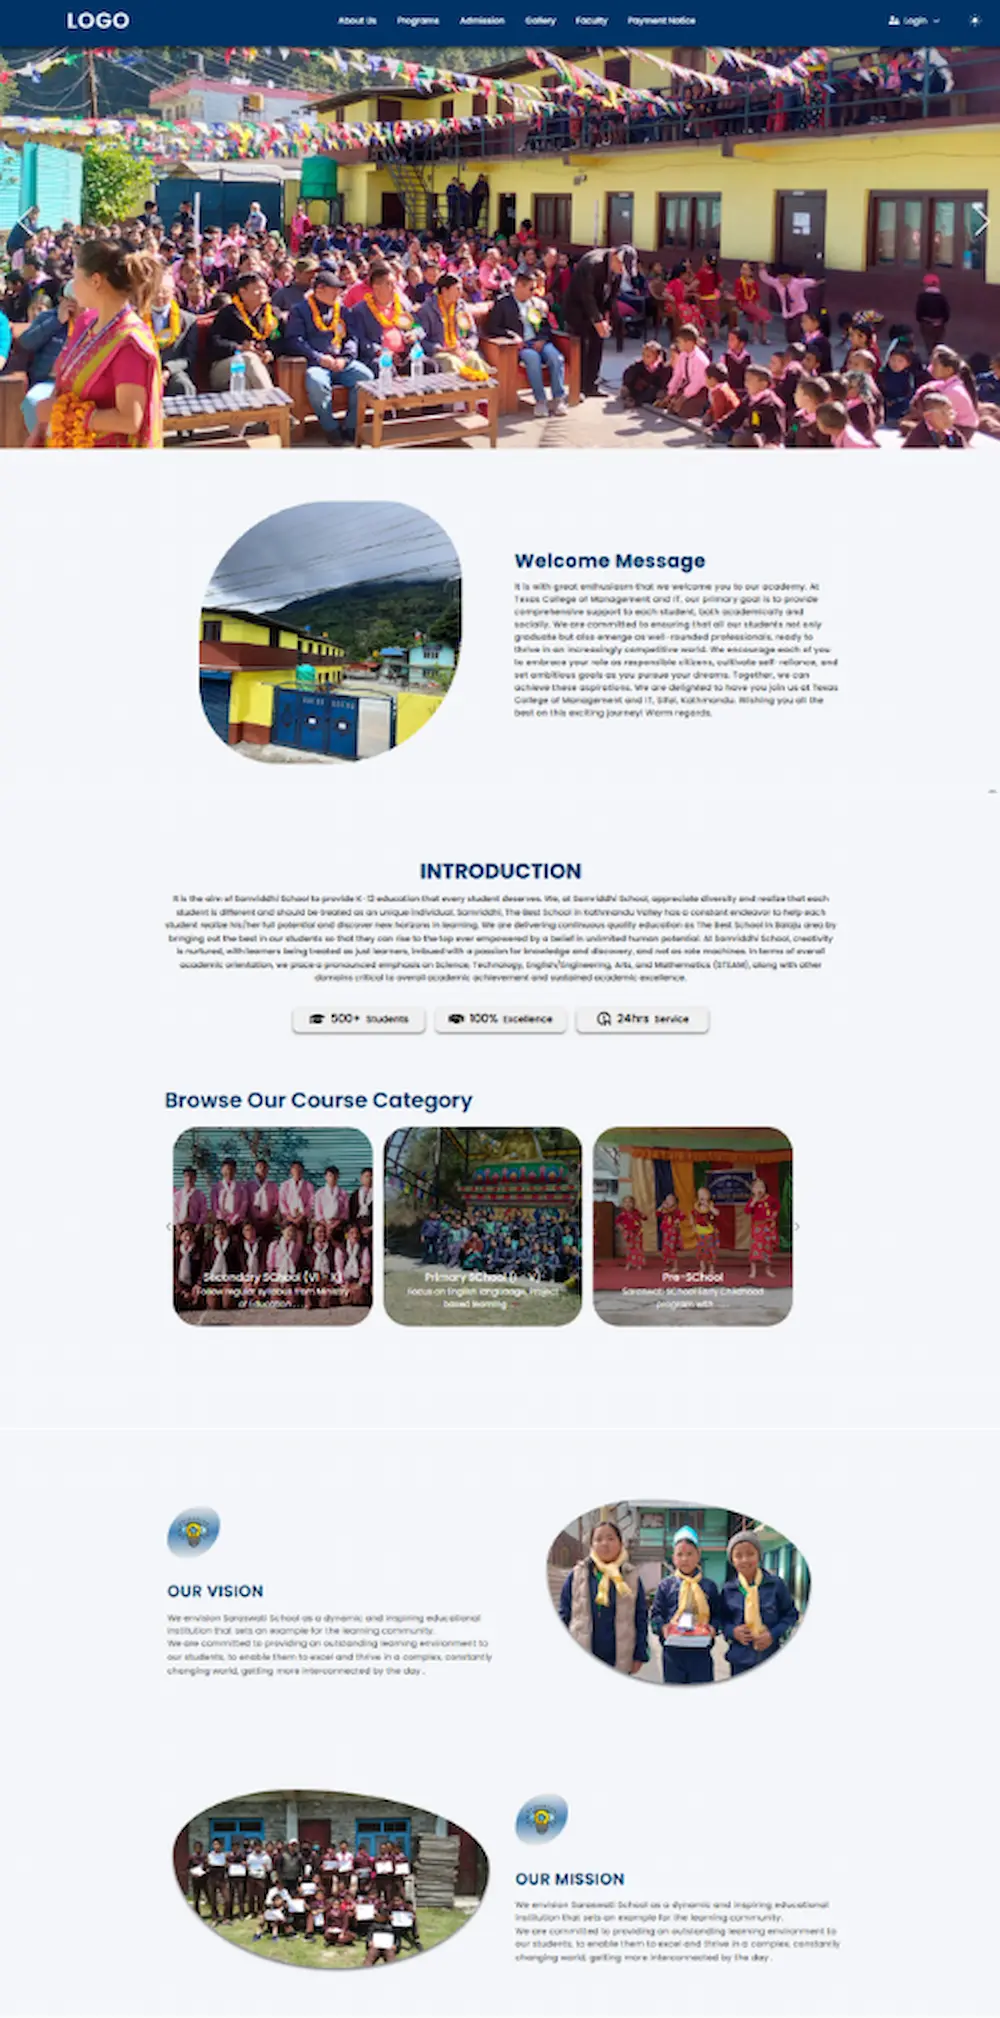 LOGO
About Us Programs Admission Gallery Faculty Payment Notice Login
Welcome Message
It is with great enthusiasm that we welcome you to our academy. At
Texas College of Management and IT, our primary goal is to provide
comprehensive support to each student, both academically and
socially. We are committed to ensuring that all our students not only
graduate but also emerge as well-rounded professionals, ready to
thrive in an increasingly competitive world. We encourage each of you
to embrace your role as responsible citizens, cultivate self-reliance, and
set ambitious goals as you pursue your dreams. Together, we can
achieve these aspirations. We are delighted to have you join us at Texas
College of Management and IT, Sifal, Kathmandu. Wishing you all the
best on this exciting journey! Warm regards.
INTRODUCTION
It is the aim of Samriddhi School to provide K-12 education that every student deserves. We, at Samriddhi School, appreciate diversity and realize that each
student is different and should be treated as an unique individual. Samriddhi, The Best School in Kathmandu Valley has a constant endeavor to help each
student realize his/her full potential and discover new horizons in learning. We are delivering continuous quality education as The Best School in Balaju area by
bringing out the best in our students so that they can rise to the top ever empowered by a belief in unlimited human potential. At Samriddhi School, creativity
is nurtured, with learners being treated as just learners, imbued with a passion for knowledge and discovery, and not as rote machines. In terms of overall
academic orientation, we place a pronounced emphasis on Science, Technology, English/Engineering, Arts, and Mathematics (STEAM), along with other
domains critical to overall academic achievement and sustained academic excellence.
500+ Students
100% Excellence
24hrs Service
Browse Our Course Category
Secondary SChool (VI - X)
Follow regular syllabus from Ministry
of Education ....
Primary SChool (I - V)
Focus on English language, Project
based learning
Pre-SChool
Saraswati SChool Early Childhood
program with
OUR VISION
We envision Saraswati School as a dynamic and inspiring educational
institution that sets an example for the learning community.
We are committed to providing an outstanding learning environment to
our students, to enable them to excel and thrive in a complex, constantly
changing world, getting more interconnected by the day .
OUR MISSION
We envision Saraswati School as a dynamic and inspiring educational
institution that sets an example for the learning community.
We are committed to providing an outstanding learning environment to
our students, to enable them to excel and thrive in a complex, constantly
changing world, getting more interconnected by the day .